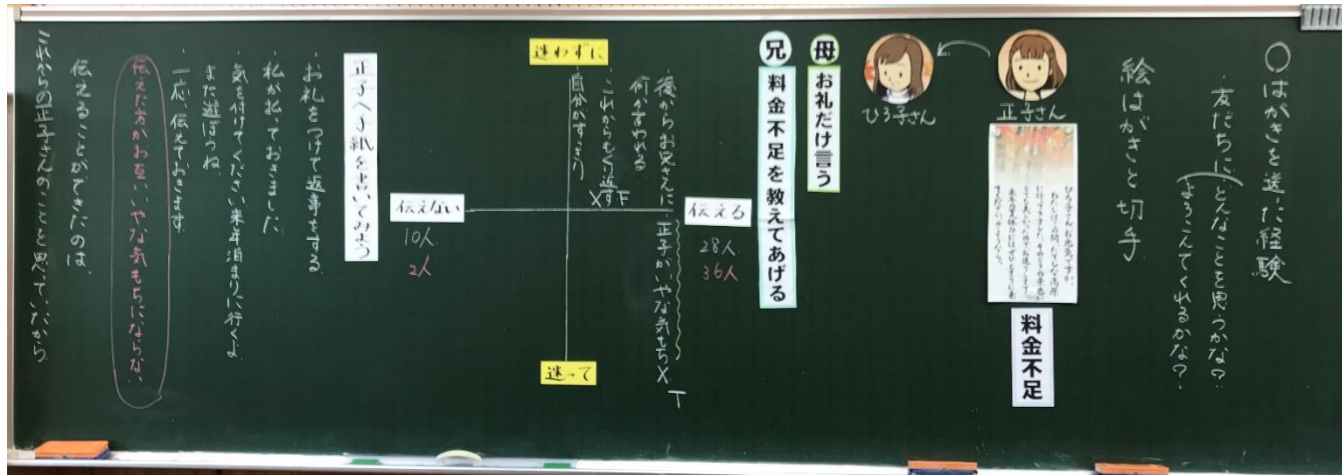 ○はがきを送った経験
・友だちに
どんなことを思うかな?
よろこんでくれるかな?
絵はがきと切手
正子さん
ひろ子さん
料金不足
母 お礼だけ言う
兄 料金不足を教えてあげる
伝える
28人
36人
・正子がいやな気もち×
T
・後からお兄さんに
何か言われる
・これからもくり返す
×F
・自分がすっきり
迷わずに
迷って
伝えない
10人
2人
正子へ手紙を書いてみよう
・お礼をつけて返事をする
・私が払っておきました
・気を付けてください来年泊まりに行くよ
また遊ぼうね
・一応、伝えておきます。
伝えた方がお互いいやな気もちにならない
伝えることができたのは、
これからの正子さんのことを思っていたから